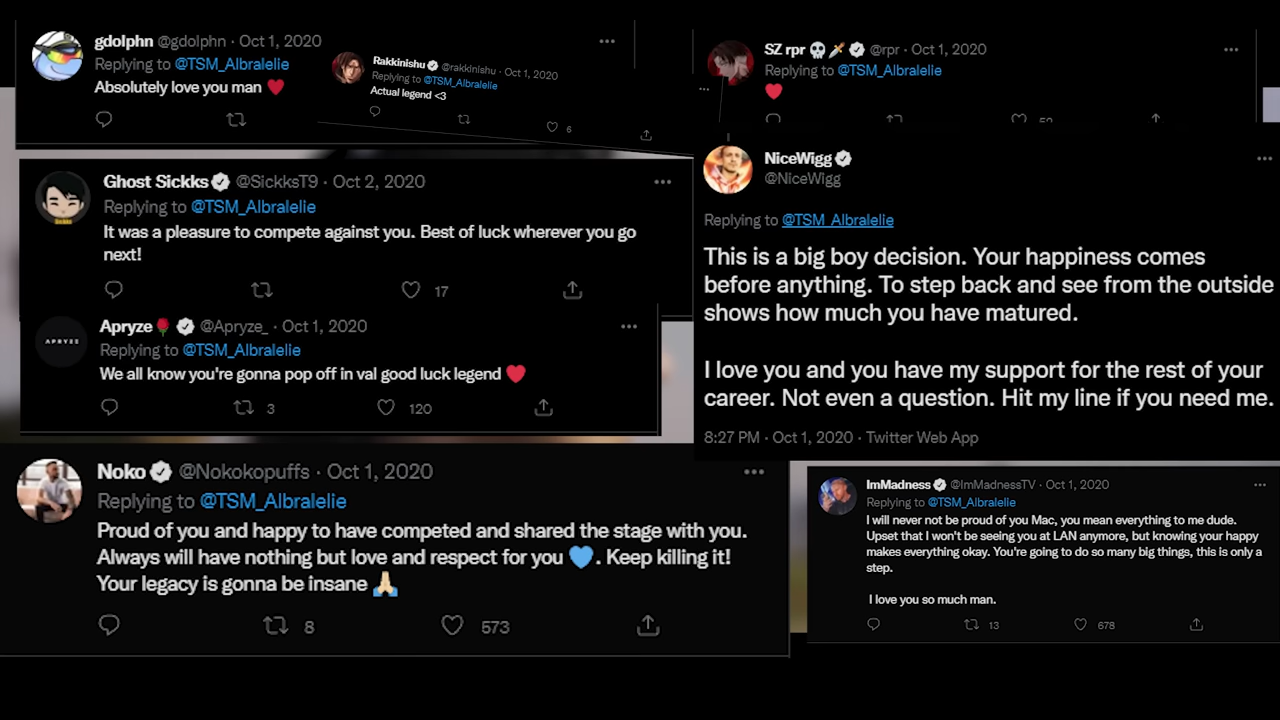 gdolphn @gdolphn · Oct 1, 2020
Replying to @TSM_Albralelie
Absolutely love you man ❤️
Rakkinishu @rakkinishu · Oct 1, 2020
Replying to @TSM_Albralelie
Actual legend <3
6
SZ rpr 💀🗡️ @rpr · Oct 1, 2020
Replying to @TSM_Albralelie
❤️
Ghost Sickks @SickksT9 · Oct 2, 2020
Replying to @TSM_Albralelie
It was a pleasure to compete against you. Best of luck wherever you go
next!
17
Apryze🌹 @Apryze_ · Oct 1, 2020
APRYZE
Replying to @TSM_Albralelie
We all know you're gonna pop off in val good luck legend ❤️
3 120
NiceWigg
@NiceWigg
Replying to @TSM_Albralelie
This is a big boy decision. Your happiness comes
before anything. To step back and see from the outside
shows how much you have matured.
I love you and you have my support for the rest of your
career. Not even a question. Hit my line if you need me.
8:27 PM · Oct 1, 2020 · Twitter Web App
Noko @Nokokopuffs · Oct 1, 2020
Replying to @TSM_Albralelie
Proud of you and happy to have competed and shared the stage with you.
Always will have nothing but love and respect for you 💙. Keep killing it!
Your legacy is gonna be insane 🙏🏼
8 573
ImMadness @ImMadnessTV · Oct 1, 2020
Replying to @TSM_Albralelie
I will never not be proud of you Mac, you mean everything to me dude.
Upset that I won't be seeing you at LAN anymore, but knowing your happy
makes everything okay. You're going to do so many big things, this is only a
step.
I love you so much man.
13 678